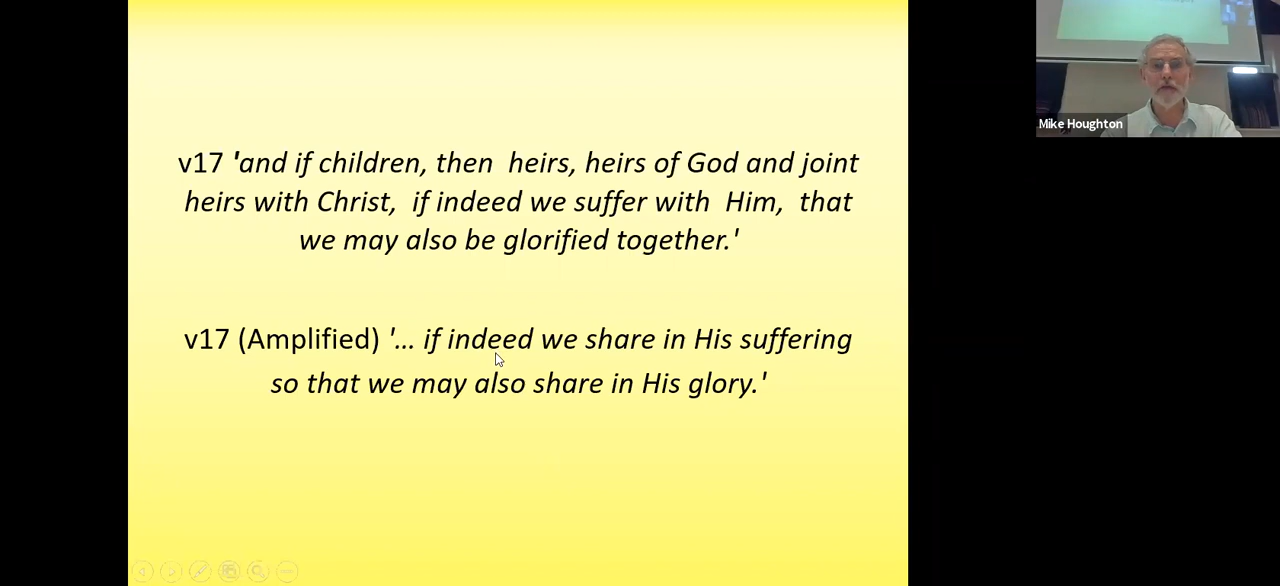 v17 'and if children, then  heirs, heirs of God and joint
heirs with Christ,  if indeed we suffer with  Him,  that
we may also be glorified together.'
v17 (Amplified) '... if indeed we share in His suffering
so that we may also share in His glory.'
Mike Houghton